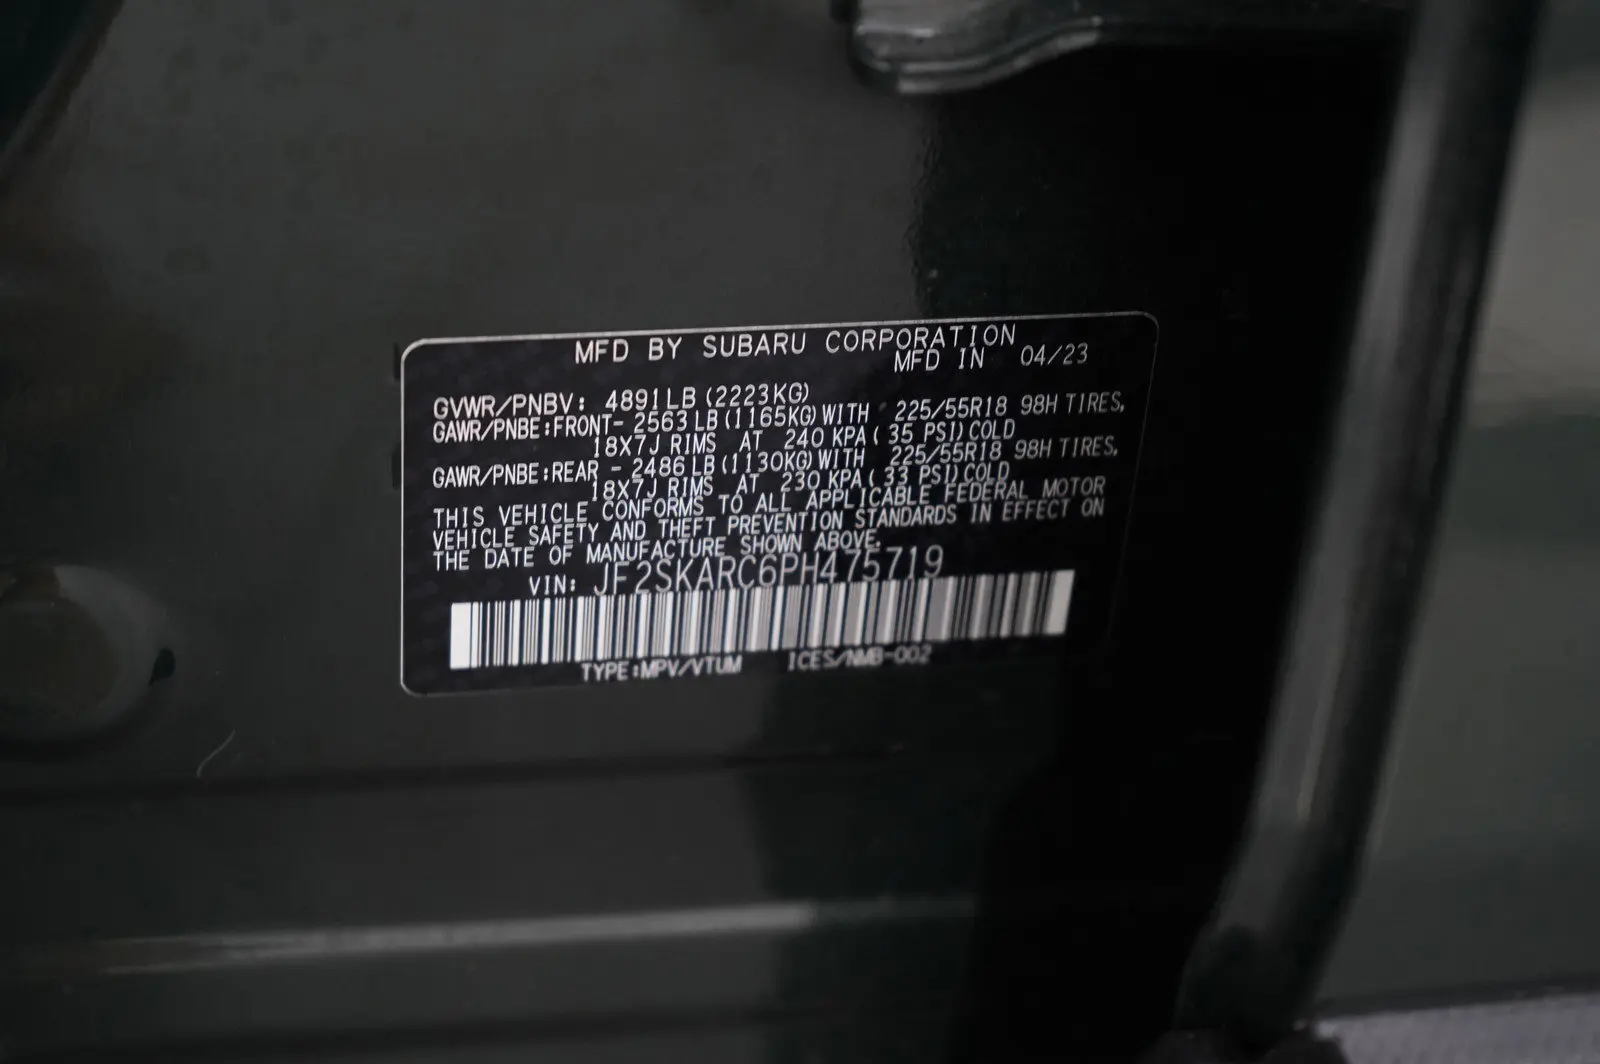 MFD BY SUBARU CORPORATION
MFD IN 04/23
GVWR/PNBV: 4891LB (2223KG)
GAWR/PNBE:FRONT- 2563LB (1165KG)WITH 225/55R18 98H TIRES,
18X7J RIMS AT 240 KPA( 35 PSI)COLD
GAWR/PNBE:REAR - 2486LB (1130KG)WITH 225/55R18 98H TIRES,
18X7J RIMS AT 230 KPA( 33 PSI)COLD
THIS VEHICLE CONFORMS TO ALL APPLICABLE FEDERAL MOTOR
VEHICLE SAFETY AND THEFT PREVENTION STANDARDS IN EFFECT ON
THE DATE OF MANUFACTURE SHOWN ABOVE.
VIN: JF2SKARC6PH475719
TYPE:MPV/VTUM ICES/NMB-002